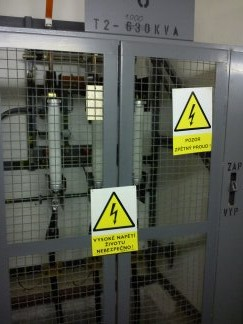 T2-630KVA
POZOR
ZPĚTNÝ PROUD!
VYSOKÉ NAPĚTÍ
ŽIVOTU
NEBEZPEČNO!
ZAP
VYP